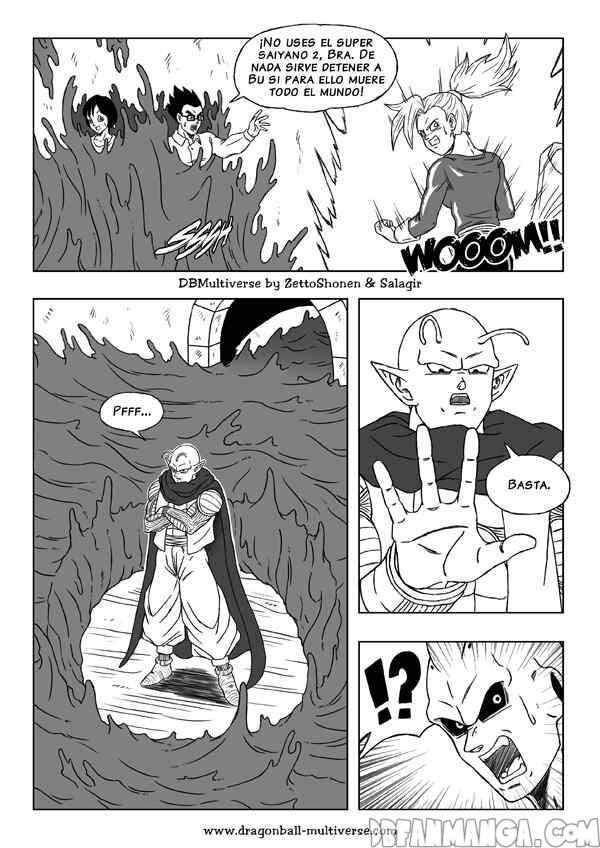 ¡NO USES EL SUPER
SAIYANO 2, BRA. DE
NADA SIRVE DETENER A
BU SI PARA ELLO MUERE
TODO EL MUNDO!
WOOOM!!
DBMultiverse by ZettoShonen & Salagir
PFFF...
BASTA.
!?
www.dragonball-multiverse.com
DBFANMANGA.COM